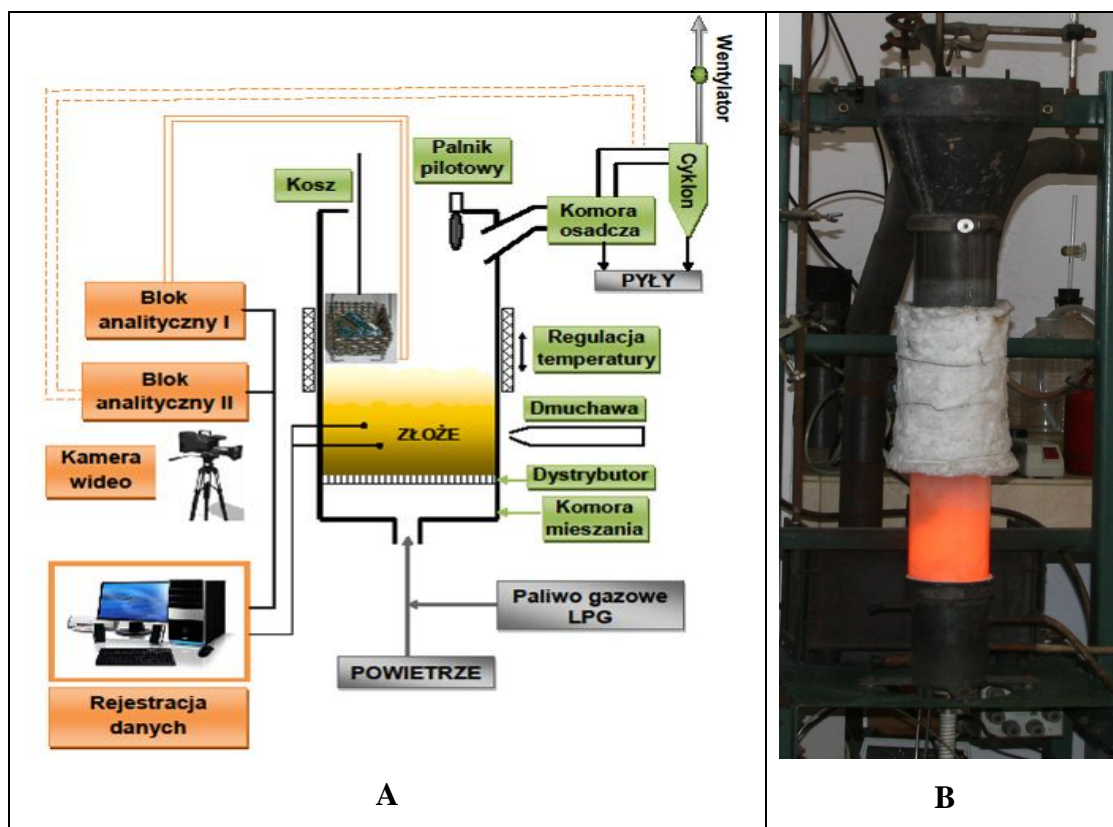 Wentylator
Palnik
pilotowy
Kosz
Cyklon
Komora
osadcza
PYŁY
Blok
analityczny I
Regulacja
temperatury
Blok
analityczny II
Dmuchawa
ZŁOŻE
Kamera
wideo
Dystrybutor
Komora
mieszania
Paliwo gazowe
LPG
POWIETRZE
Rejestracja
danych
A
B